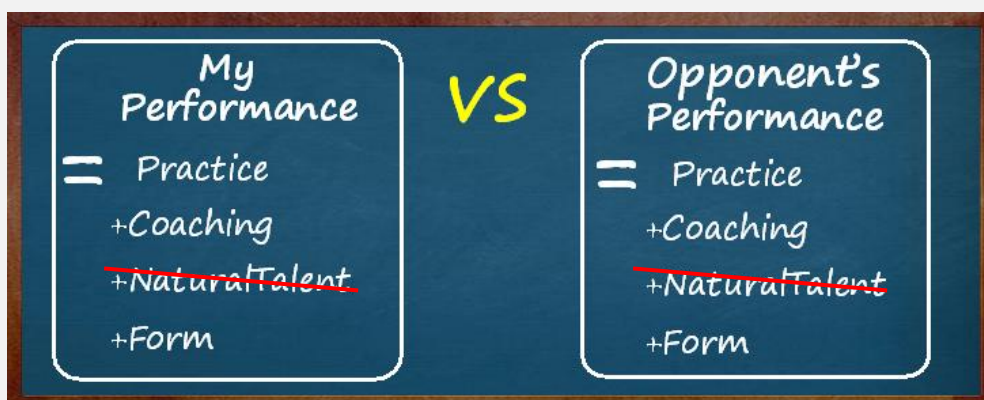 My
Performance
= Practice
+Coaching
+NaturalTalent
+Form
VS
Opponent's
Performance
= Practice
+Coaching
+NaturalTalent
+Form